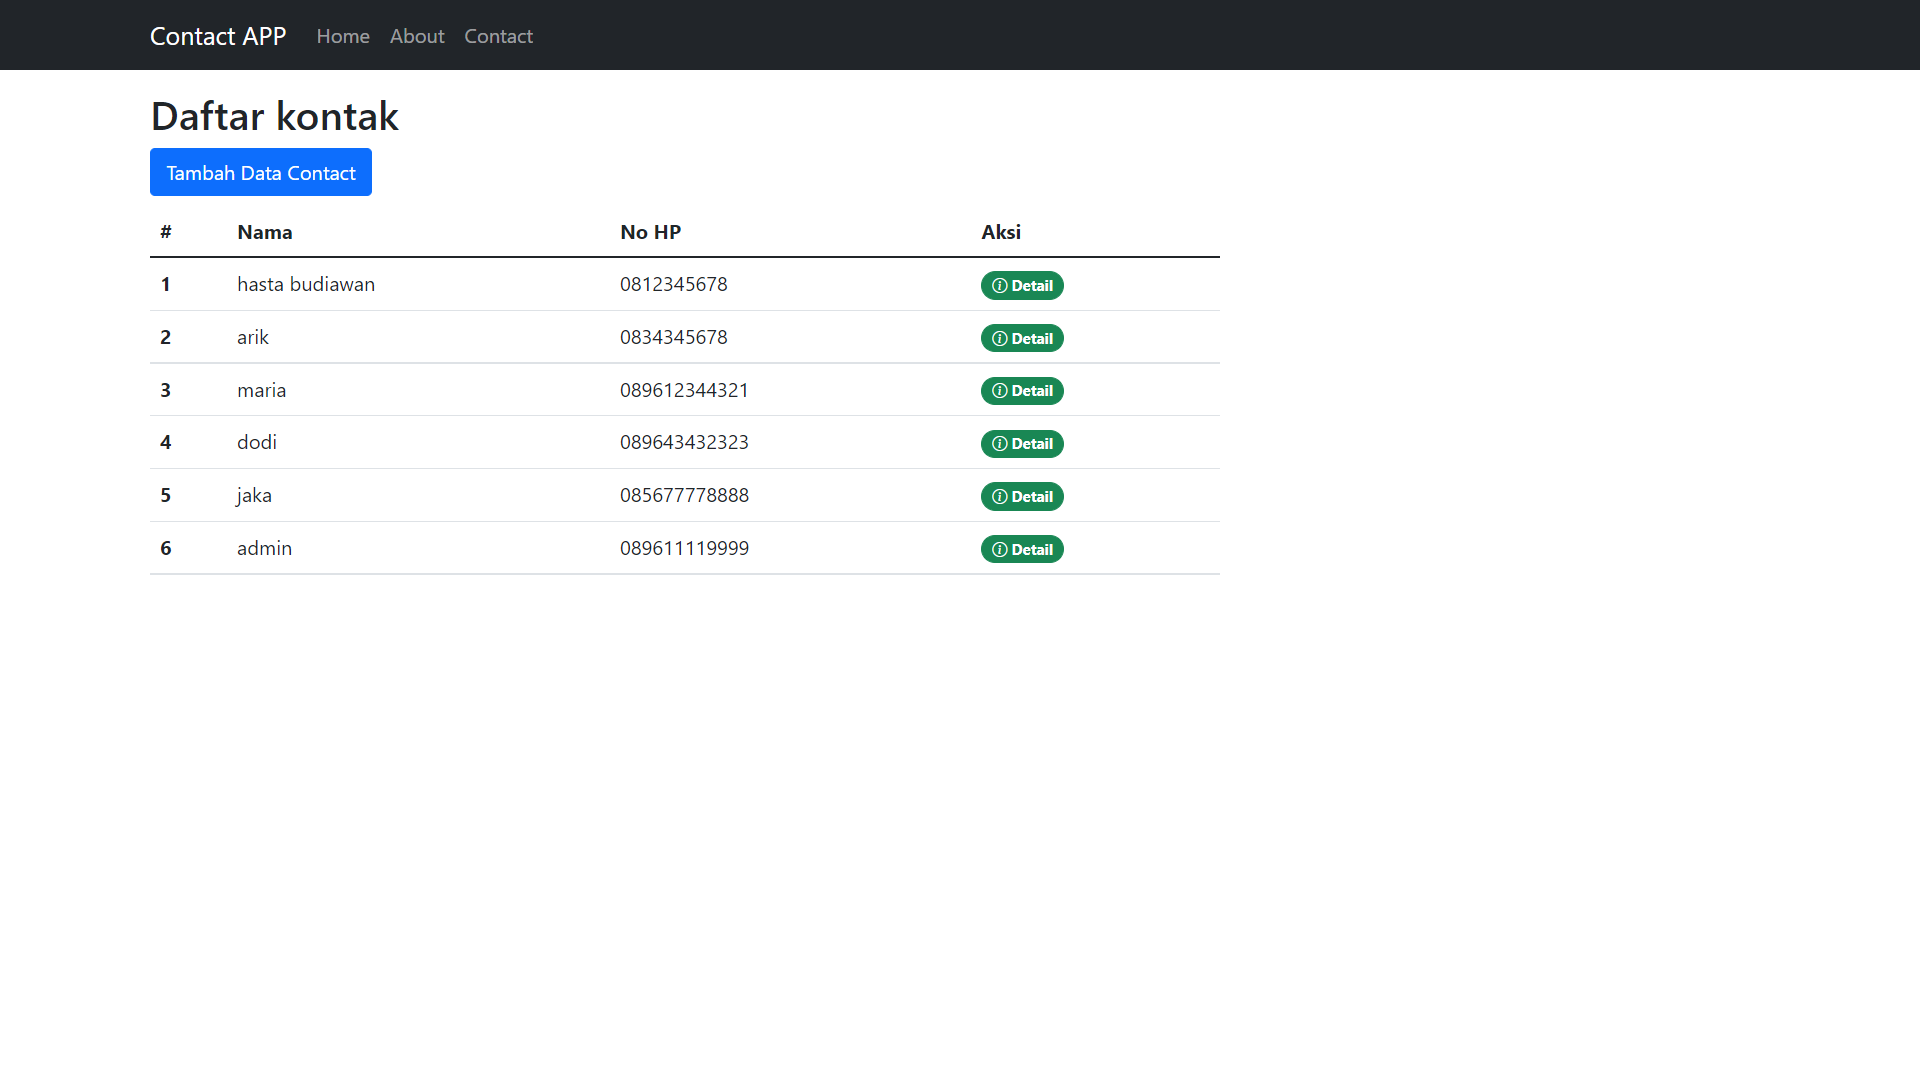 Contact APP Home About Contact
Daftar kontak
Tambah Data Contact
# Nama No HP Aksi
1 hasta budiawan 0812345678 Detail
2 arik 0834345678 Detail
3 maria 089612344321 Detail
4 dodi 089643432323 Detail
5 jaka 085677778888 Detail
6 admin 089611119999 Detail